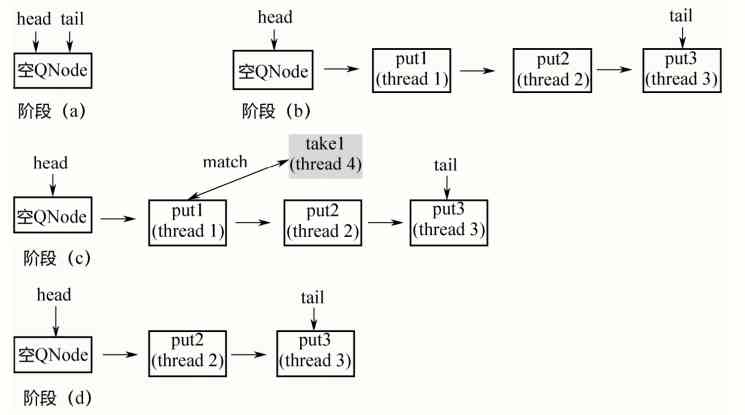 head tail
空QNode
阶段（a）
head
tail
空QNode
put1
(thread 1)
put2
(thread 2)
put3
(thread 3)
阶段（b）
take1
(thread 4)
match
head
tail
空QNode
put1
(thread 1)
put2
(thread 2)
put3
(thread 3)
阶段（c）
head
tail
空QNode
put2
(thread 2)
put3
(thread 3)
阶段（d）